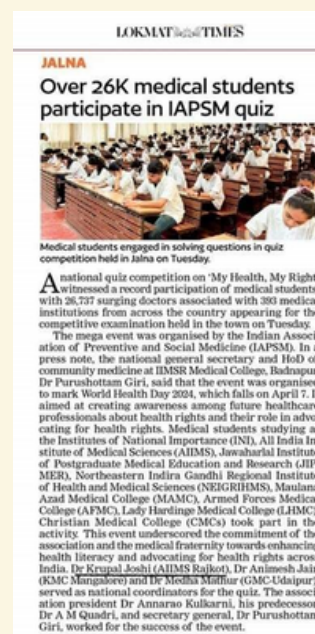 LOKMAT TIMES
JALNA
Over 26K medical students
participate in IAPSM quiz
Medical students engaged in solving questions in quiz
competition held in Jalna on Tuesday.
A national quiz competition on 'My Health, My Right
witnessed a record participation of medical students
with 26,737 surging doctors associated with 393 medica
institutions from across the country appearing for the
competitive examination held in the town on Tuesday.
The mega event was organised by the Indian Associ
ation of Preventive and Social Medicine (IAPSM). In a
press note, the national general secretary and HoD of
community medicine at IIMSR Medical College, Badnapur
Dr Purushottam Giri, said that the event was organised
to mark World Health Day 2024, which falls on April 7. I
aimed at creating awareness among future healthcare
professionals about health rights and their role in advo
cating for health rights. Medical students studying a
the Institutes of National Importance (INI), All India In
stitute of Medical Sciences (AIIMS), Jawaharlal Institute
of Postgraduate Medical Education and Research (JIP
MER), Northeastern Indira Gandhi Regional Institut
of Health and Medical Sciences (NEIGRIHMS), Maulana
Azad Medical College (MAMC), Armed Forces Medica
College (AFMC), Lady Hardinge Medical College (LHMC)
Christian Medical College (CMCs) took part in the
activity. This event underscored the commitment of the
association and the medical fraternity towards enhancing
health literacy and advocating for health rights across
India. Dr Krupal Joshi (AIIMS Rajkot), Dr Animesh Jain
(KMC Mangalore) and Dr Medha Mathur (GMC-Udaipur)
served as national coordinators for the quiz. The associ
ation president Dr Annarao Kulkarni, his predecessor
Dr A M Quadri, and secretary general, Dr Purushottam
Giri, worked for the success of the event.